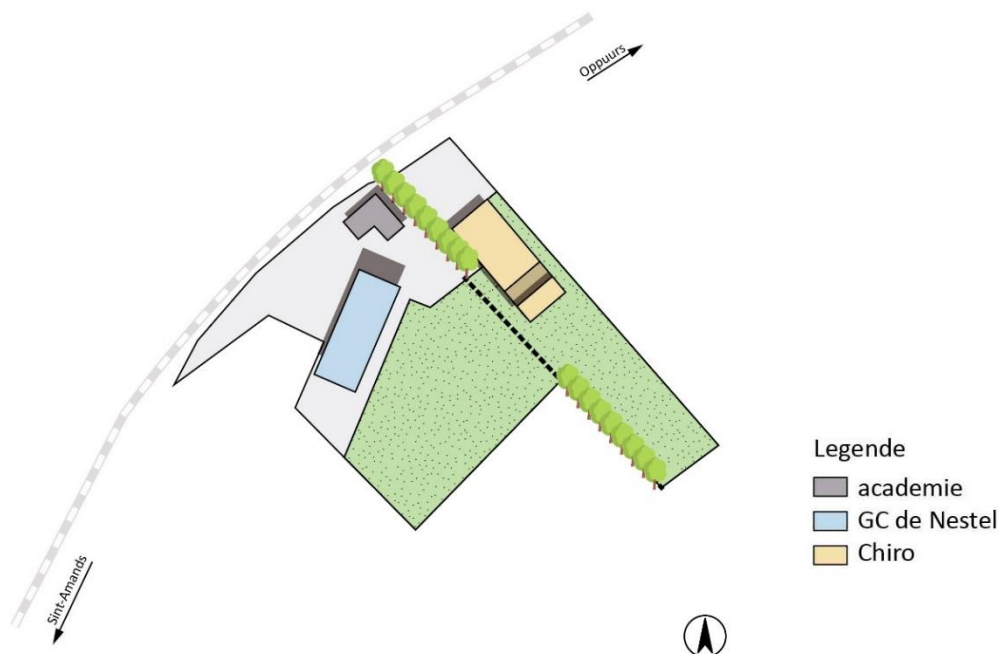 Oppuurs
Sint-Amands
Legende
academie
GC de Nestel
Chiro